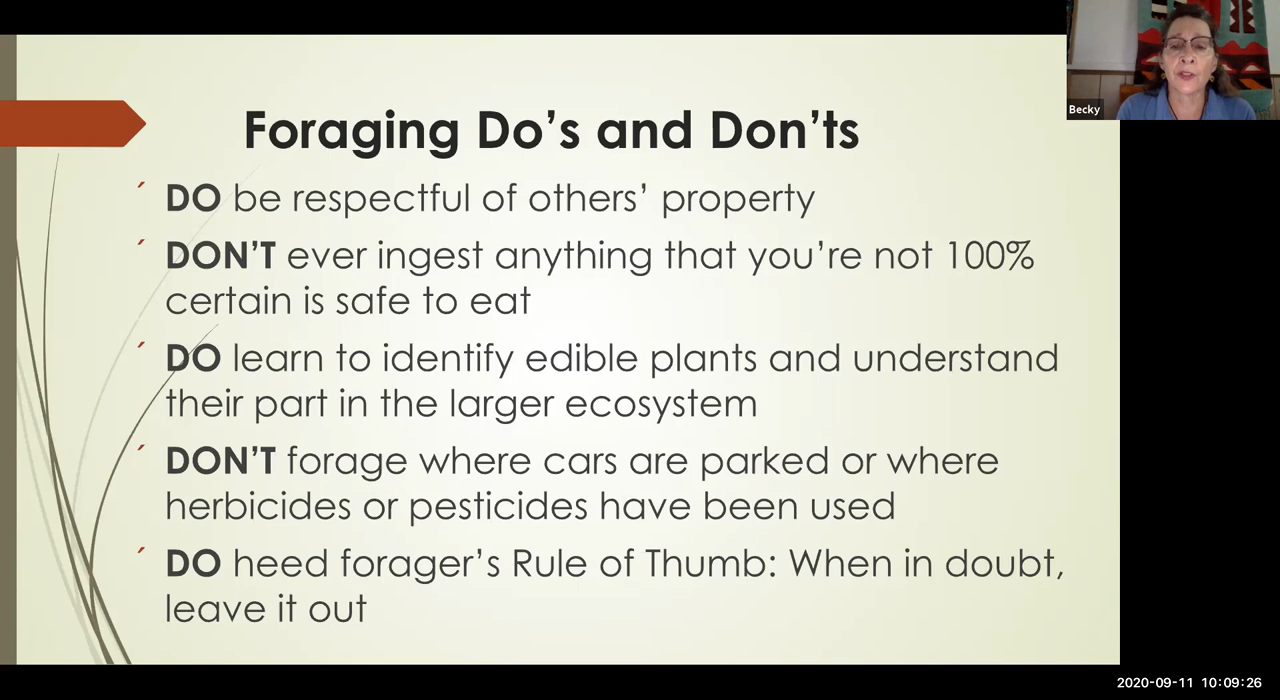 Becky
Foraging Do’s and Don’ts
DO be respectful of others’ property
DON’T ever ingest anything that you’re not 100%
certain is safe to eat
DO learn to identify edible plants and understand
their part in the larger ecosystem
DON’T forage where cars are parked or where
herbicides or pesticides have been used
DO heed forager’s Rule of Thumb: When in doubt,
leave it out
2020-09-11 10:09:26